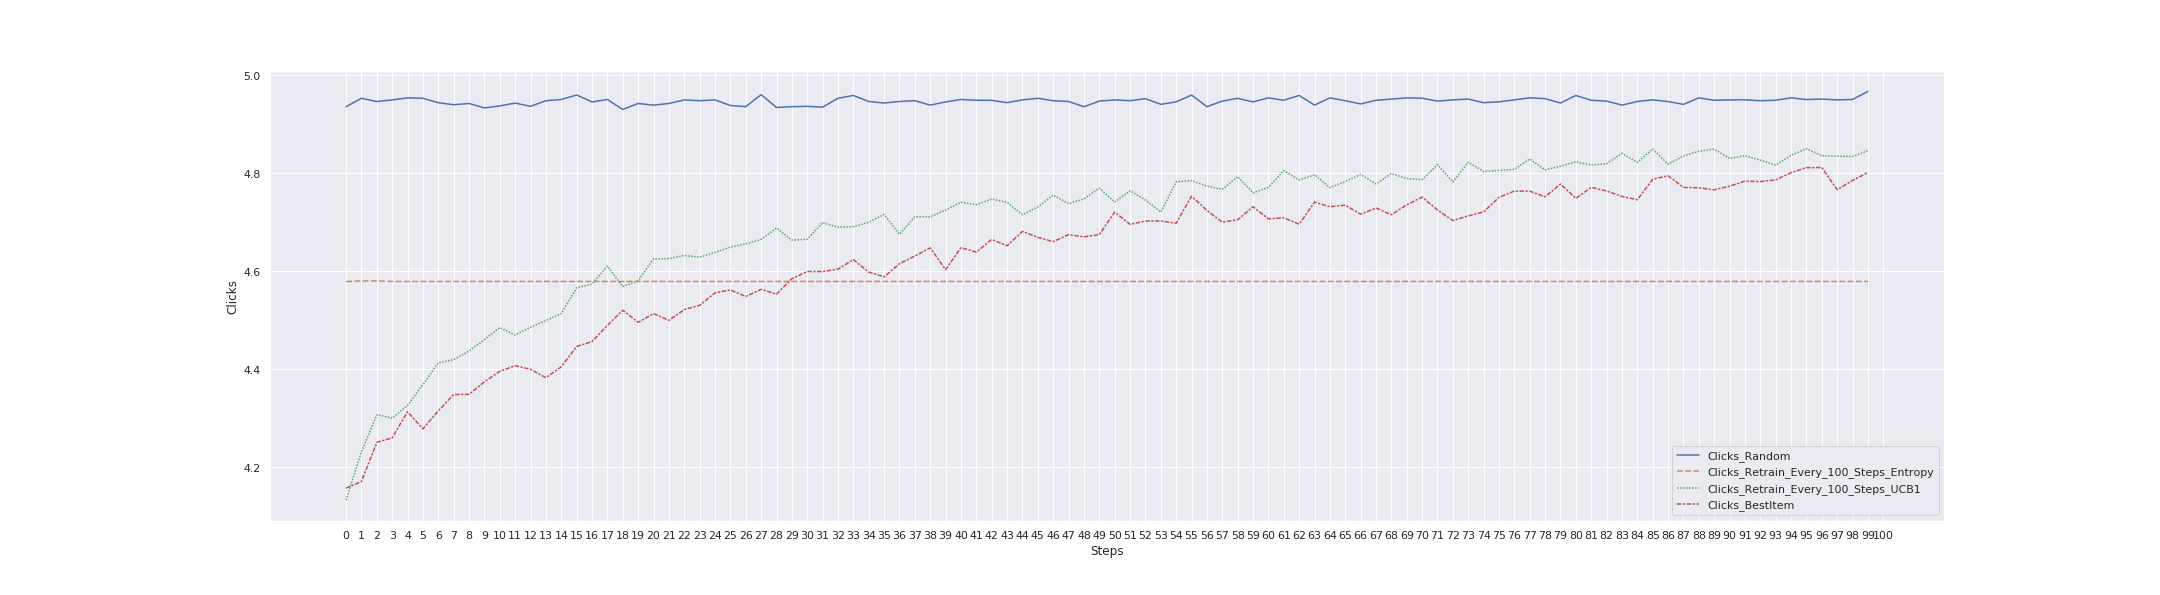 5.0
4.8
4.6
4.4
4.2
Clicks
Clicks_Random
Clicks_Retrain_Every_100_Steps_Entropy
Clicks_Retrain_Every_100_Steps_UCB1
Clicks_BestItem
0 1 2 3 4 5 6 7 8 9 10 11 12 13 14 15 16 17 18 19 20 21 22 23 24 25 26 27 28 29 30 31 32 33 34 35 36 37 38 39 40 41 42 43 44 45 46 47 48 49 50 51 52 53 54 55 56 57 58 59 60 61 62 63 64 65 66 67 68 69 70 71 72 73 74 75 76 77 78 79 80 81 82 83 84 85 86 87 88 89 90 91 92 93 94 95 96 97 98 99 100
Steps